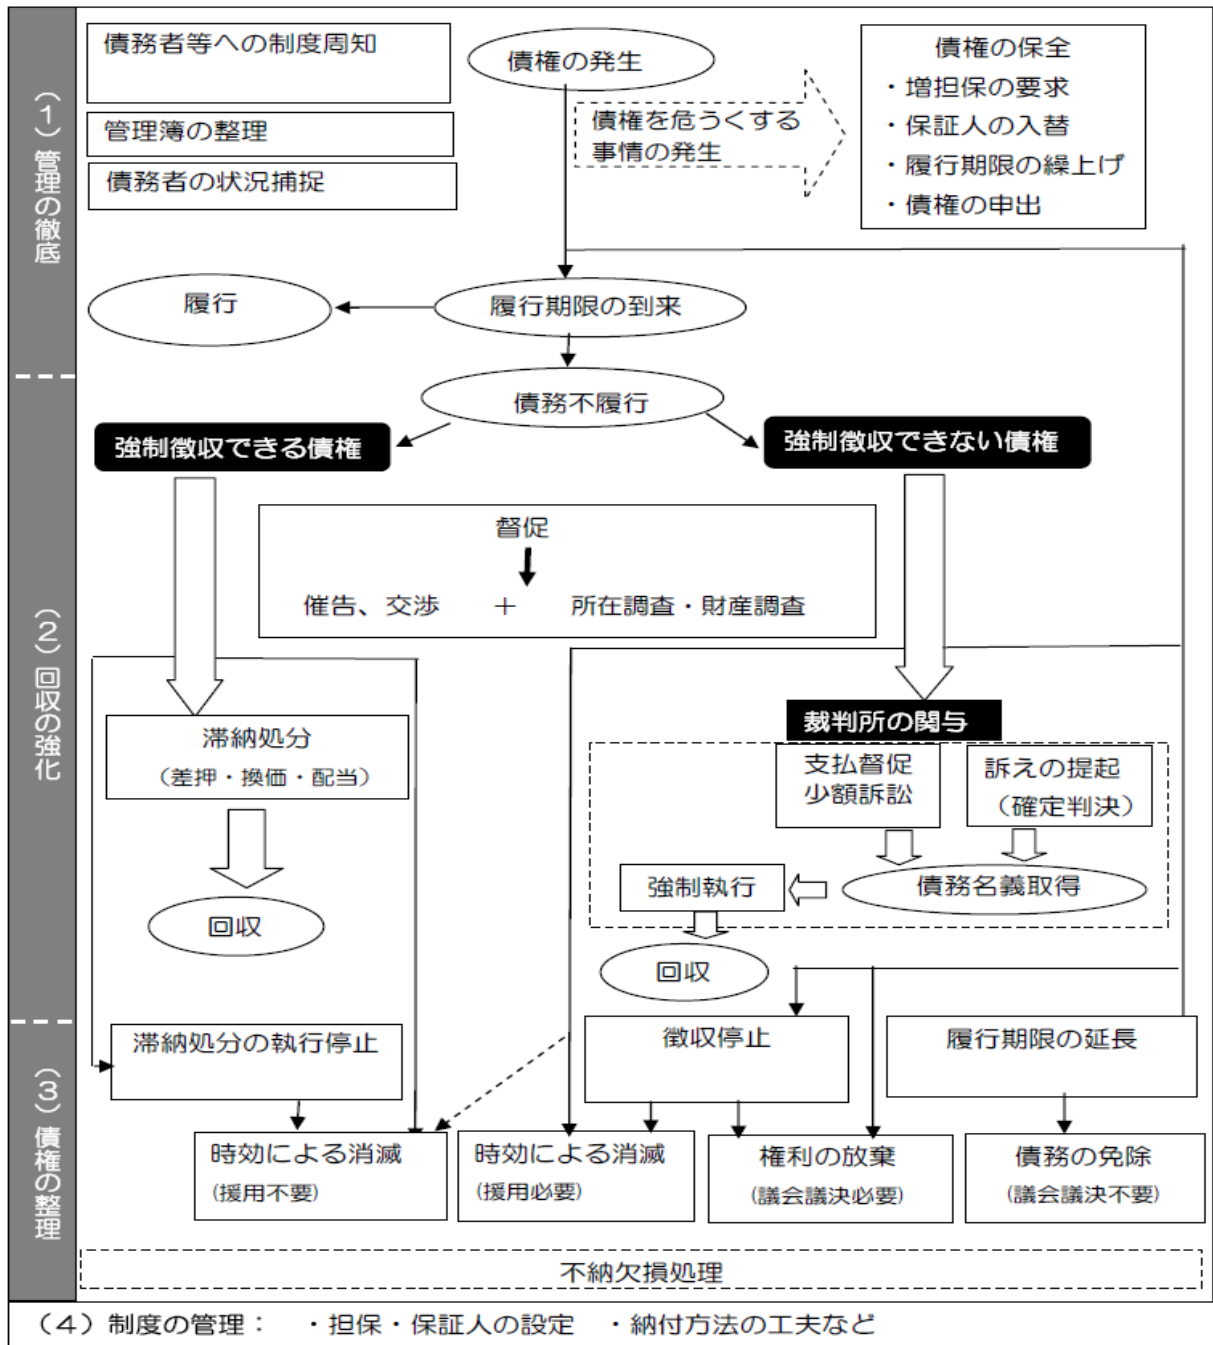 (1)管理の徹底
債務者等への制度周知
管理簿の整理
債務者の状況捕捉
債権の発生
債権を危うくする
事情の発生
債権の保全
・増担保の要求
・保証人の入替
・履行期限の繰上げ
・債権の申出
履行
履行期限の到来
(2)回収の強化
債務不履行
強制徴収できる債権
強制徴収できない債権
督促
催告、交渉 + 所在調査・財産調査
滞納処分
(差押・換価・配当)
回収
裁判所の関与
支払督促
少額訴訟
訴えの提起
(確定判決)
債務名義取得
強制執行
回収
(3)債権の整理
滞納処分の執行停止
徴収停止
履行期限の延長
時効による消滅
(援用不要)
時効による消滅
(援用必要)
権利の放棄
(議会議決必要)
債務の免除
(議会議決不要)
不納欠損処理
(4)制度の管理: ・担保・保証人の設定 ・納付方法の工夫など